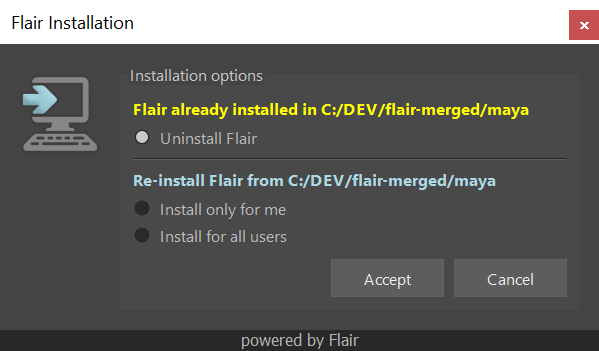 Flair Installation
Installation options
Flair already installed in C:/DEV/flair-merged/maya
Uninstall Flair
Re-install Flair from C:/DEV/flair-merged/maya
Install only for me
Install for all users
Accept
Cancel
powered by Flair